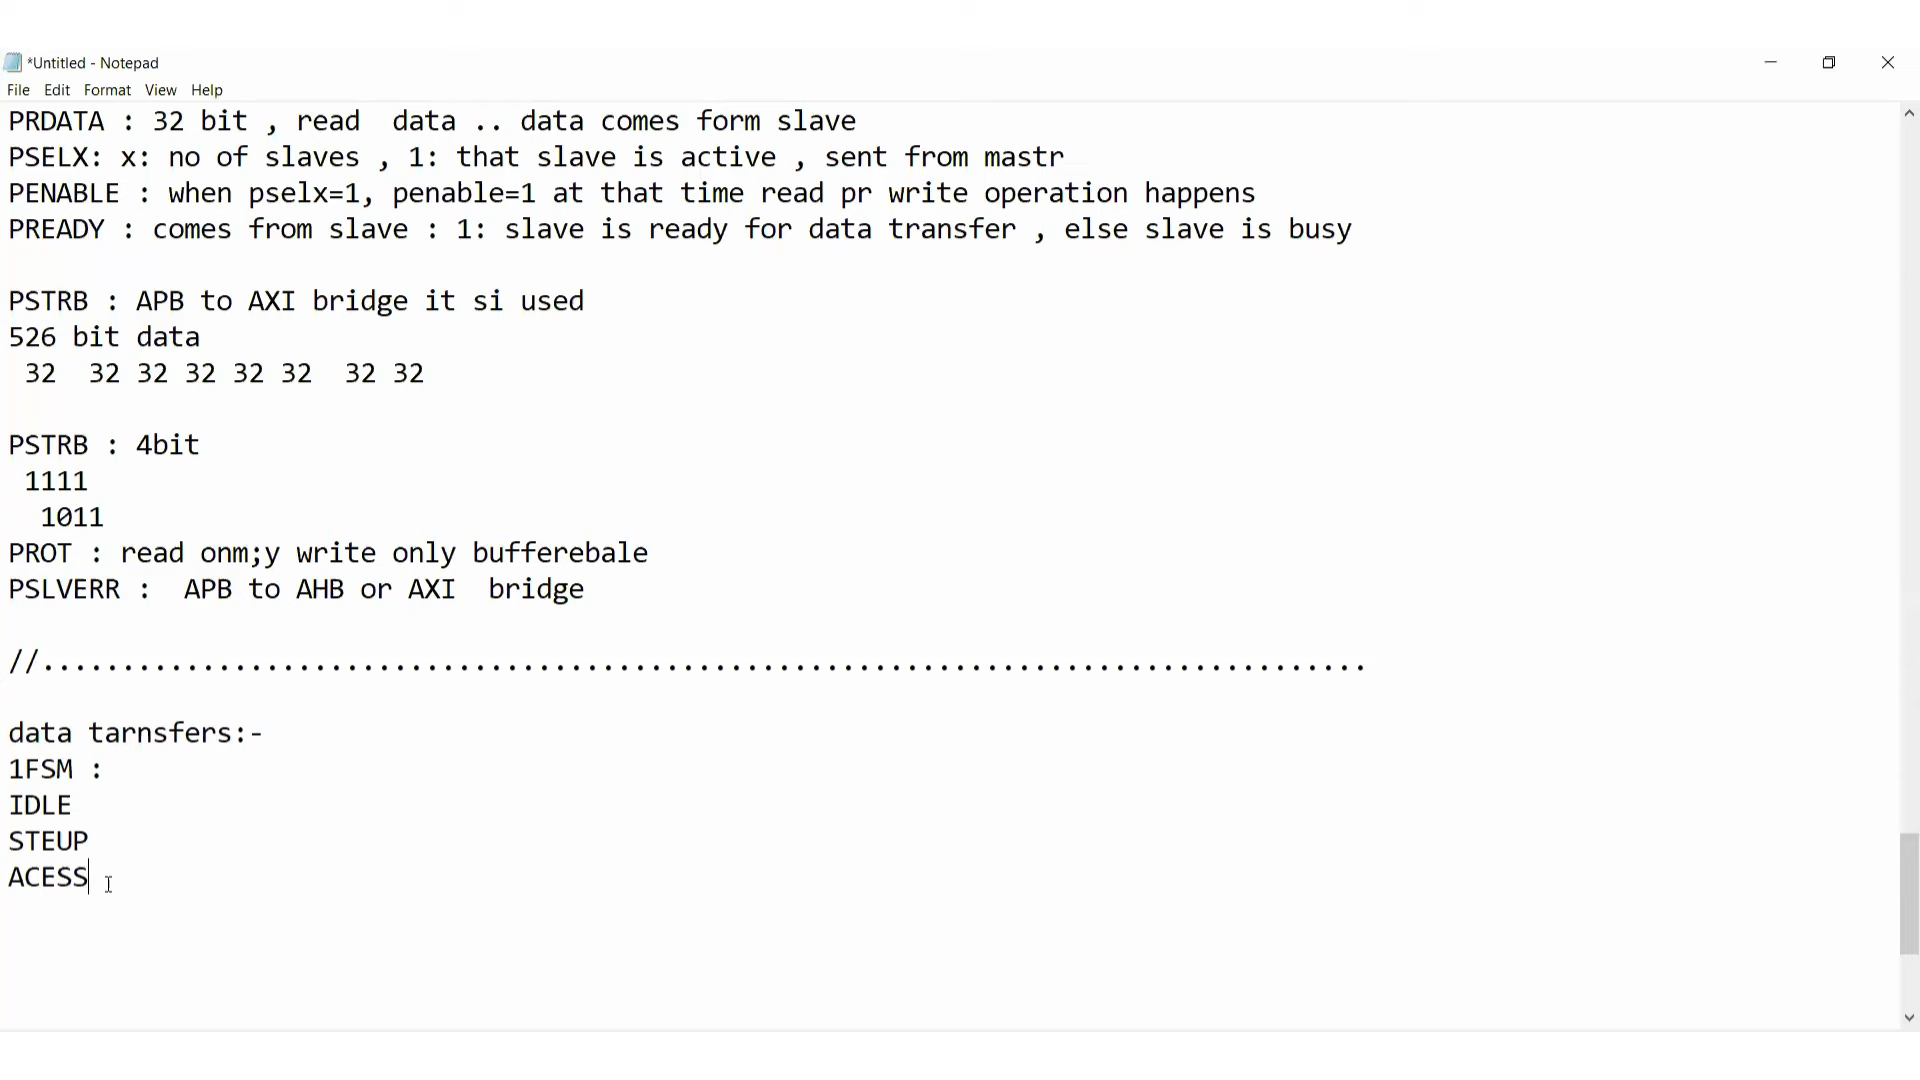 *Untitled - Notepad
File Edit Format View Help
PRDATA : 32 bit , read  data .. data comes form slave
PSELX: x: no of slaves , 1: that slave is active , sent from mastr
PENABLE : when pselx=1, penable=1 at that time read pr write operation happens
PREADY : comes from slave : 1: slave is ready for data transfer , else slave is busy
PSTRB : APB to AXI bridge it si used
526 bit data
 32  32 32 32 32 32  32 32
PSTRB : 4bit
 1111
  1011
PROT : read onm;y write only bufferebale
PSLVERR :  APB to AHB or AXI  bridge
//...................................................................................
data tarnsfers:-
1FSM :
IDLE
STEUP
ACESS